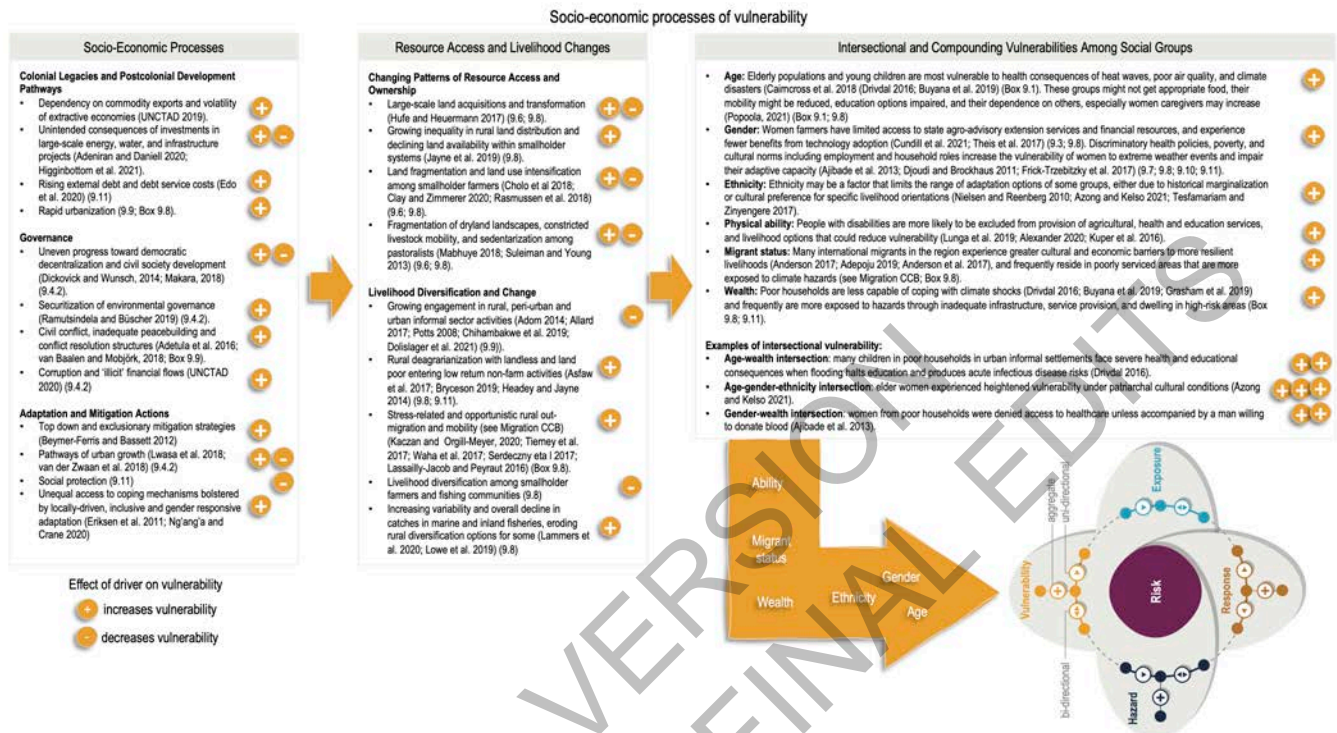 Socio-economic processes of vulnerability
Socio-Economic Processes
Colonial Legacies and Postcolonial Development
Pathways
• Dependency on commodity exports and volatility
of extractive economies (UNCTAD 2019).
• Unintended consequences of investments in
large-scale energy, water, and infrastructure
projects (Adeniran and Daniell 2020;
Higginbottom et al. 2021).
• Rising external debt and debt service costs (Edo
et al. 2020) (9.11)
• Rapid urbanization (9.9; Box 9.8).
Governance
• Uneven progress toward democratic
decentralization and civil society development
(Dickovick and Wunsch, 2014; Makara, 2018)
(9.4.2).
• Securitization of environmental governance
(Ramutsindela and Büscher 2019) (9.4.2).
• Civil conflict, inadequate peacebuilding and
conflict resolution structures (Adetula et al. 2016;
van Baalen and Mobjörk, 2018; Box 9.9).
• Corruption and 'illicit' financial flows (UNCTAD
2020) (9.4.2)
Adaptation and Mitigation Actions
• Top down and exclusionary mitigation strategies
(Beymer-Ferris and Bassett 2012)
• Pathways of urban growth (Lwasa et al. 2018;
van der Zwaan et al. 2018) (9.4.2)
• Social protection (9.11)
• Unequal access to coping mechanisms bolstered
by locally-driven, inclusive and gender responsive
adaptation (Eriksen et al. 2011; Ng'ang'a and
Crane 2020)
Effect of driver on vulnerability
+ increases vulnerability
- decreases vulnerability
Resource Access and Livelihood Changes
Changing Patterns of Resource Access and
Ownership
• Large-scale land acquisitions and transformation
(Hufe and Heuermann 2017) (9.6; 9.8).
• Growing inequality in rural land distribution and
declining land availability within smallholder
systems (Jayne et al. 2019) (9.8).
• Land fragmentation and land use intensification
among smallholder farmers (Cholo et al 2018;
Clay and Zimmerer 2020; Rasmussen et al. 2018)
(9.6; 9.8).
• Fragmentation of dryland landscapes, constricted
livestock mobility, and sedentarization among
pastoralists (Mabhuye 2018; Suleiman and Young
2013) (9.6; 9.8).
Livelihood Diversification and Change
• Growing engagement in rural, peri-urban and
urban informal sector activities (Adom 2014; Allard
2017; Potts 2008; Chihambakwe et al. 2019;
Dolislager et al. 2021) (9.9)).
• Rural deagrarianization with landless and land
poor entering low return non-farm activities (Asfaw
et al. 2017; Bryceson 2019; Headey and Jayne
2014) (9.8; 9.11).
• Stress-related and opportunistic rural out-
migration and mobility (see Migration CCB)
(Kaczan and Orgill-Meyer, 2020; Tierney et al.
2017; Waha et al. 2017; Serdeczny eta l 2017;
Lassailly-Jacob et Peyraut 2016) (Box 9.8).
• Livelihood diversification among smallholder
farmers and fishing communities (9.8)
• Increasing variability and overall decline in
catches in marine and inland fisheries, eroding
rural diversification options for some (Lammers et
al. 2020; Lowe et al. 2019) (9.8)
Intersectional and Compounding Vulnerabilities Among Social Groups
• Age: Elderly populations and young children are most vulnerable to health consequences of heat waves, poor air quality, and climate
disasters (Cairncross et al. 2018 (Drivdal 2016; Buyana et al. 2019) (Box 9.1). These groups might not get appropriate food, their
mobility might be reduced, education options impaired, and their dependence on others, especially women caregivers may increase
(Popoola, 2021) (Box 9.1; 9.8)
• Gender: Women farmers have limited access to state agro-advisory extension services and financial resources, and experience
fewer benefits from technology adoption (Cundill et al. 2021; Theis et al. 2017) (9.3; 9.8). Discriminatory health policies, poverty, and
cultural norms including employment and household roles increase the vulnerability of women to extreme weather events and impair
their adaptive capacity (Ajibade et al. 2013; Djoudi and Brockhaus 2011; Frick-Trzebitzky et al. 2017) (9.7; 9.8; 9.10; 9.11).
• Ethnicity: Ethnicity may be a factor that limits the range of adaptation options of some groups, either due to historical marginalization
or cultural preference for specific livelihood orientations (Nielsen and Reenberg 2010; Azong and Kelso 2021; Tesfamariam and
Zinyengere 2017).
• Physical ability: People with disabilities are more likely to be excluded from provision of agricultural, health and education services,
and livelihood options that could reduce vulnerability (Lunga et al. 2019; Alexander 2020; Kuper et al. 2016).
• Migrant status: Many international migrants in the region experience greater cultural and economic barriers to more resilient
livelihoods (Anderson 2017; Adepoju 2019; Anderson et al. 2017), and frequently reside in poorly serviced areas that are more
exposed to climate hazards (see Migration CCB; Box 9.8).
• Wealth: Poor households are less capable of coping with climate shocks (Drivdal 2016; Buyana et al. 2019; Grasham et al. 2019)
and frequently are more exposed to hazards through inadequate infrastructure, service provision, and dwelling in high-risk areas (Box
9.8; 9.11).
Examples of intersectional vulnerability:
• Age-wealth intersection: many children in poor households in urban informal settlements face severe health and educational
consequences when flooding halts education and produces acute infectious disease risks (Drivdal 2016).
• Age-gender-ethnicity intersection: elder women experienced heightened vulnerability under patriarchal cultural conditions (Azong
and Kelso 2021).
• Gender-wealth intersection: women from poor households were denied access to healthcare unless accompanied by a man willing
to donate blood (Ajibade et al. 2013).
Ability
Migrant
status
Wealth
Ethnicity
Gender
Age
aggregate
uni-directional
bi-directional
Vulnerability
Exposure
Response
Hazard
Risk
VERSION
FINAL EDITS